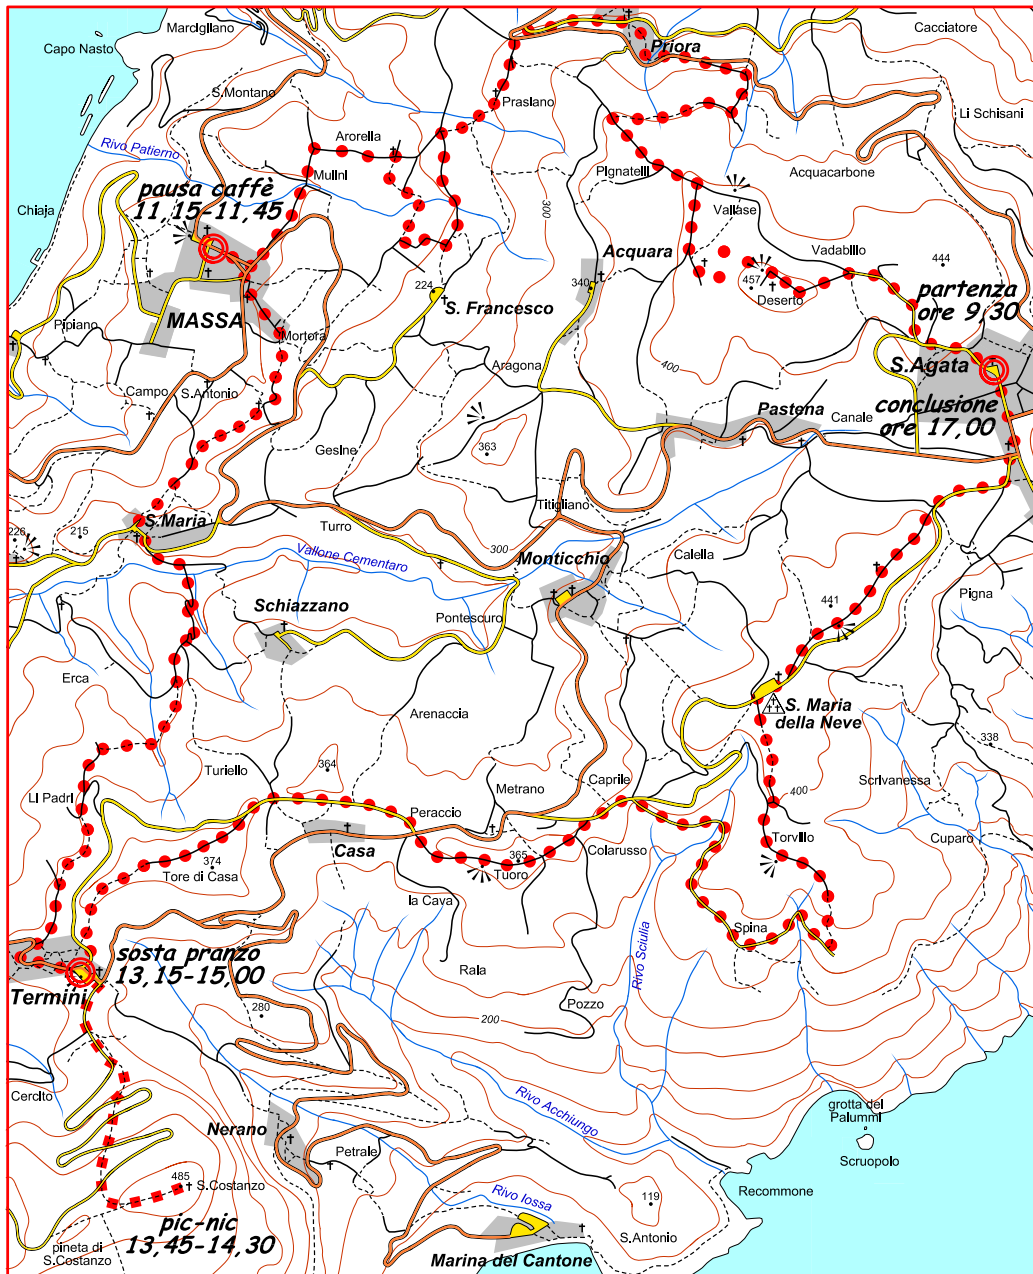 Marcigliano
Capo Nasto
Cacciatore
Priora
S.Montano
Praslano
Li Schisani
Rivo Patierno
Arorella
Mulini
Pignatelli
Acquacarbone
pausa caffè
11,15-11,45
Chiaja
300
Vallase
Acquara
Vadabillo
444
224
340
457
Deserto
partenza
ore 9,30
S. Francesco
MASSA
Pipiano
Mortora
Aragona
400
S.Agata
Campo
S.Antonio
Pastena
Canale
conclusione
ore 17,00
Gesine
363
Titigliano
S.Maria
226
215
Turro
300
Vallone Cementaro
Monticchio
Calella
Schiazzano
Pontescuro
441
Pigna
Erca
Arenaccia
S. Maria
della Neve
338
Turiello
364
Caprile
Metrano
400
Scrivanessa
Li Padri
Peraccio
Casa
Colarusso
Torvillo
Cuparo
374
Tore di Casa
365
Tuoro
la Cava
Spina
sosta pranzo
13,15-15,00
Rala
Rivo Sciulia
Termini
280
Pozzo
200
Cercito
Rivo Acchiungo
grotta del
Palummi
Nerano
Petrale
Scruopolo
485
S.Costanzo
Rivo Iossa
119
Recommone
pic-nic
13,45-14,30
pineta di
S.Costanzo
S.Antonio
Marina del Cantone